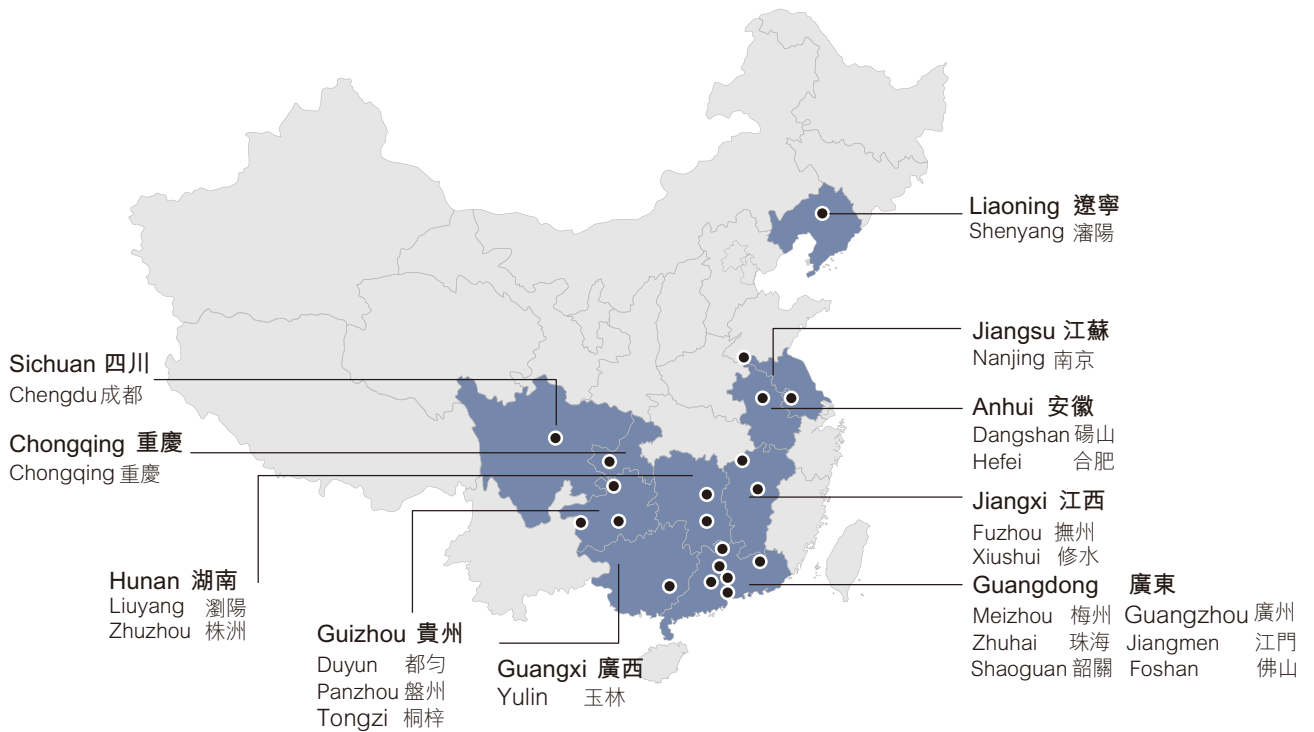 Liaoning 遼寧
Shenyang 瀋陽
Jiangsu 江蘇
Nanjing 南京
Anhui 安徽
Dangshan 碭山
Hefei 合肥
Jiangxi 江西
Fuzhou 撫州
Xiushui 修水
Guangdong 廣東
Meizhou 梅州 Guangzhou 廣州
Zhuhai 珠海 Jiangmen 江門
Shaoguan 韶關 Foshan 佛山
Sichuan 四川
Chengdu 成都
Chongqing 重慶
Chongqing 重慶
Hunan 湖南
Liuyang 瀏陽
Zhuzhou 株洲
Guizhou 貴州
Duyun 都勻
Panzhou 盤州
Tongzi 桐梓
Guangxi 廣西
Yulin 玉林